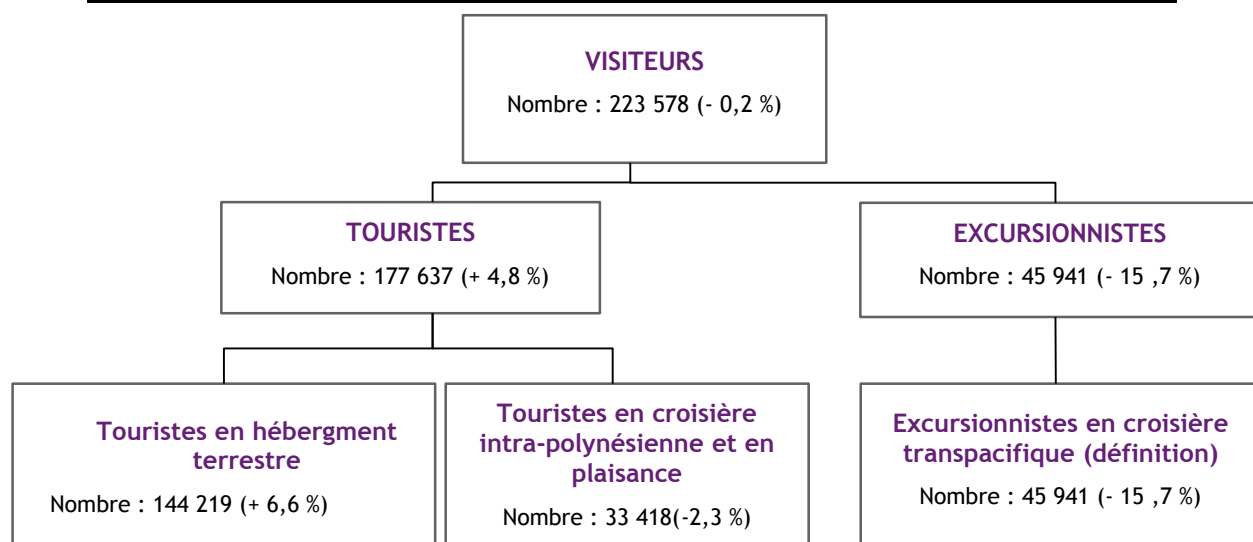 VISITEURS
Nombre : 223 578 (- 0,2 %)
TOURISTES
Nombre : 177 637 (+ 4,8 %)
EXCURSIONNISTES
Nombre : 45 941 (- 15 ,7 %)
Touristes en hébergment
terrestre
Nombre : 144 219 (+ 6,6 %)
Touristes en croisière
intra-polynésienne et en
plaisance
Nombre : 33 418(-2,3 %)
Excursionnistes en croisière
transpacifique (définition)
Nombre : 45 941 (- 15 ,7 %)